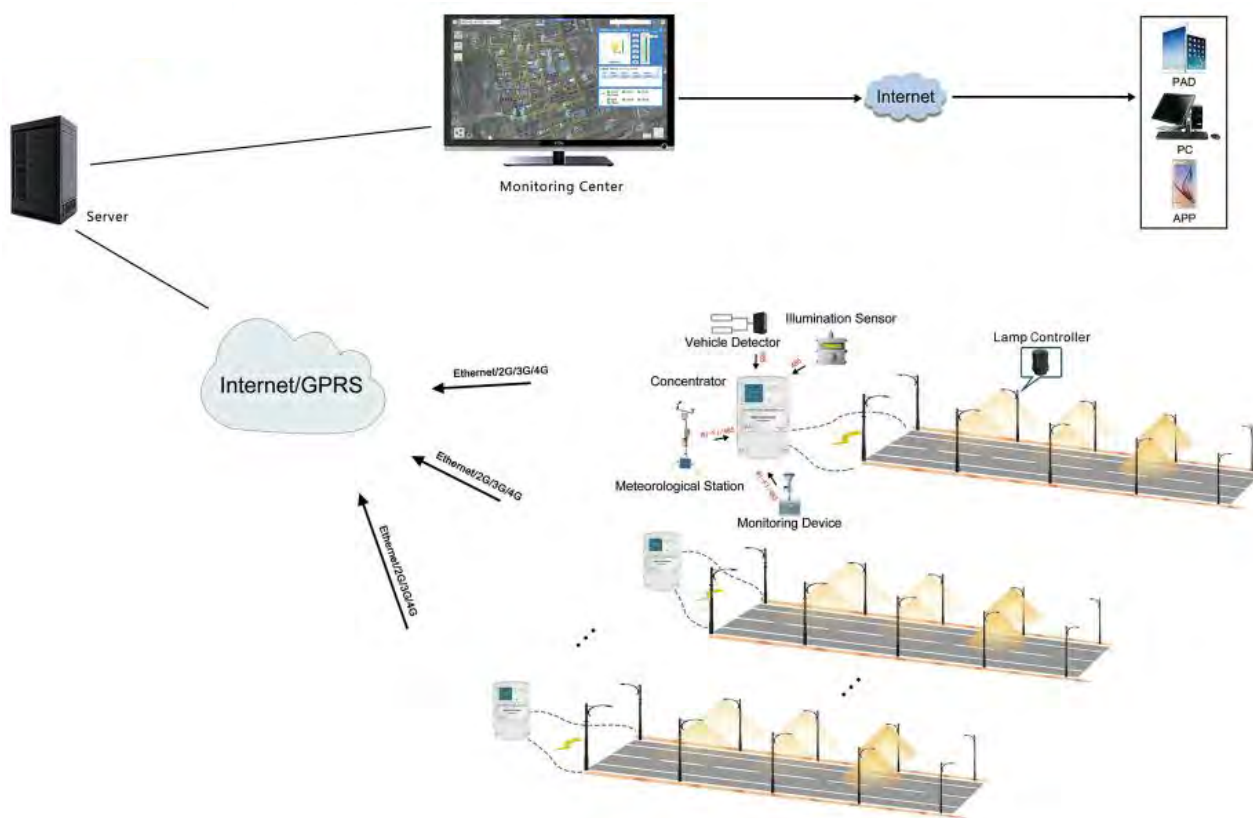 PAD
Internet
PC
Monitoring Center
APP
Server
Illumination Sensor
Vehicle Detector
Lamp Controller
Internet/GPRS
Ethernet/2G/3G/4G
Concentrator
Ethernet/2G/3G/4G
Meteorological Station
Monitoring Device
Ethernet/2G/3G/4G